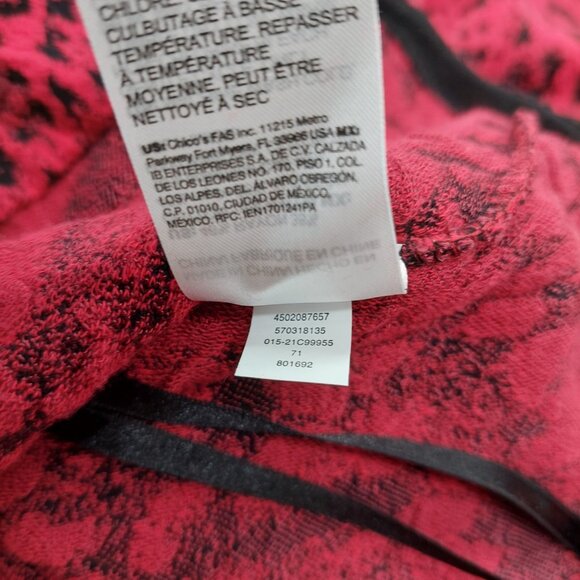 CHLORE.
CULBUTAGE À BASSE
TEMPÉRATURE. REPASSER
À TEMPÉRATURE
MOYENNE. PEUT ÊTRE
NETTOYÉ À SEC
US: Chico's FAS Inc. 11215 Metro
Parkway Fort Myers, FL 33966 USA MX:
IB ENTERPRISES S.A. DE C.V. CALZADA
DE LOS LEONES NO. 170, PISO 1, COL.
LOS ALPES, DEL. ÁLVARO OBREGÓN,
C.P. 01010, CIUDAD DE MÉXICO,
MÉXICO. RFC: IEN1701241PA
4502087657
570318135
015-21C99955
71
801692